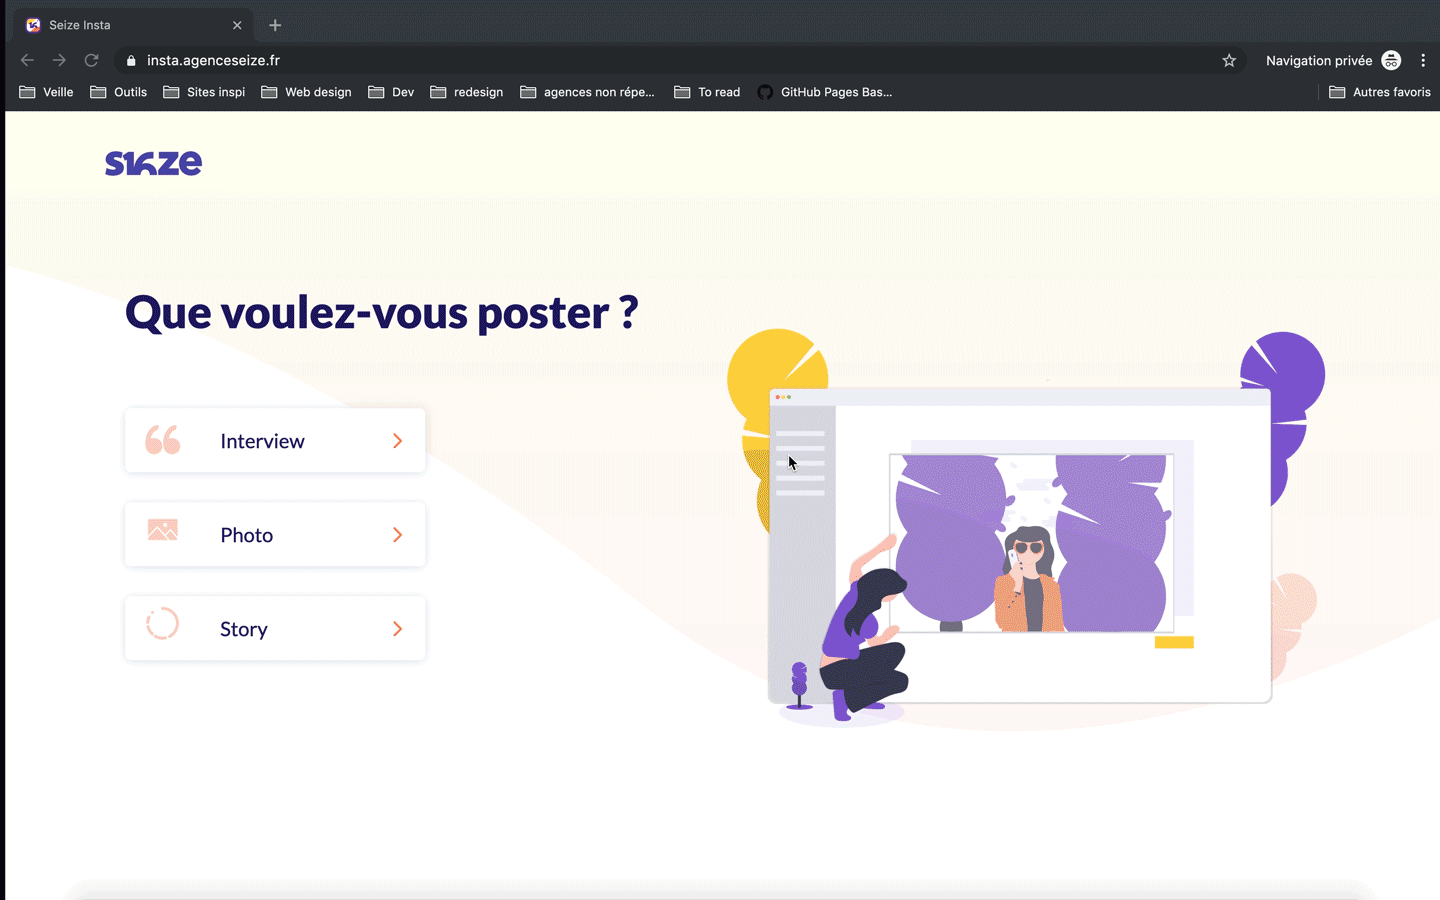 Seize Insta
insta.agenceseize.fr
Navigation privée
Veille
Outils
Sites inspi
Web design
Dev
redesign
agences non répe...
To read
GitHub Pages Bas...
Autres favoris
s16ze
Que voulez-vous poster ?
Interview
Photo
Story